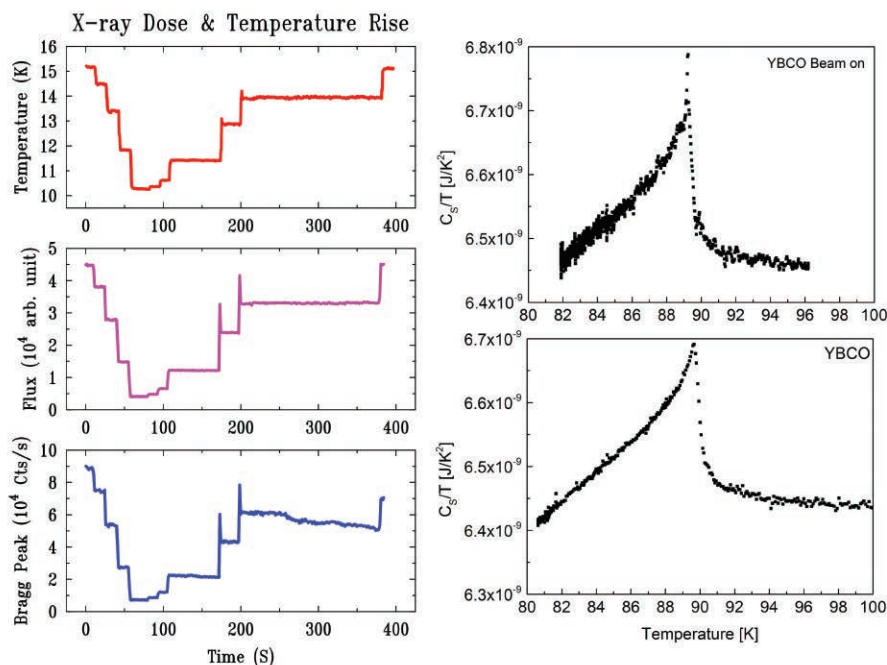 X-ray Dose & Temperature Rise
Temperature (K)
16
15
14
13
12
11
10
0 100 200 300 400
Flux (10⁴ arb. unit)
5
4
3
2
1
0
0 100 200 300 400
Bragg Peak (10⁴ Cts/s)
10
8
6
4
2
0
0 100 200 300 400
Time (S)
YBCO Beam on
Cₛ/T [J/K²]
6.8x10⁻⁹
6.7x10⁻⁹
6.6x10⁻⁹
6.5x10⁻⁹
6.4x10⁻⁹
80 82 84 86 88 90 92 94 96 98 100
YBCO
Cₛ/T [J/K²]
6.7x10⁻⁹
6.6x10⁻⁹
6.5x10⁻⁹
6.4x10⁻⁹
6.3x10⁻⁹
80 82 84 86 88 90 92 94 96 98 100
Temperature [K]